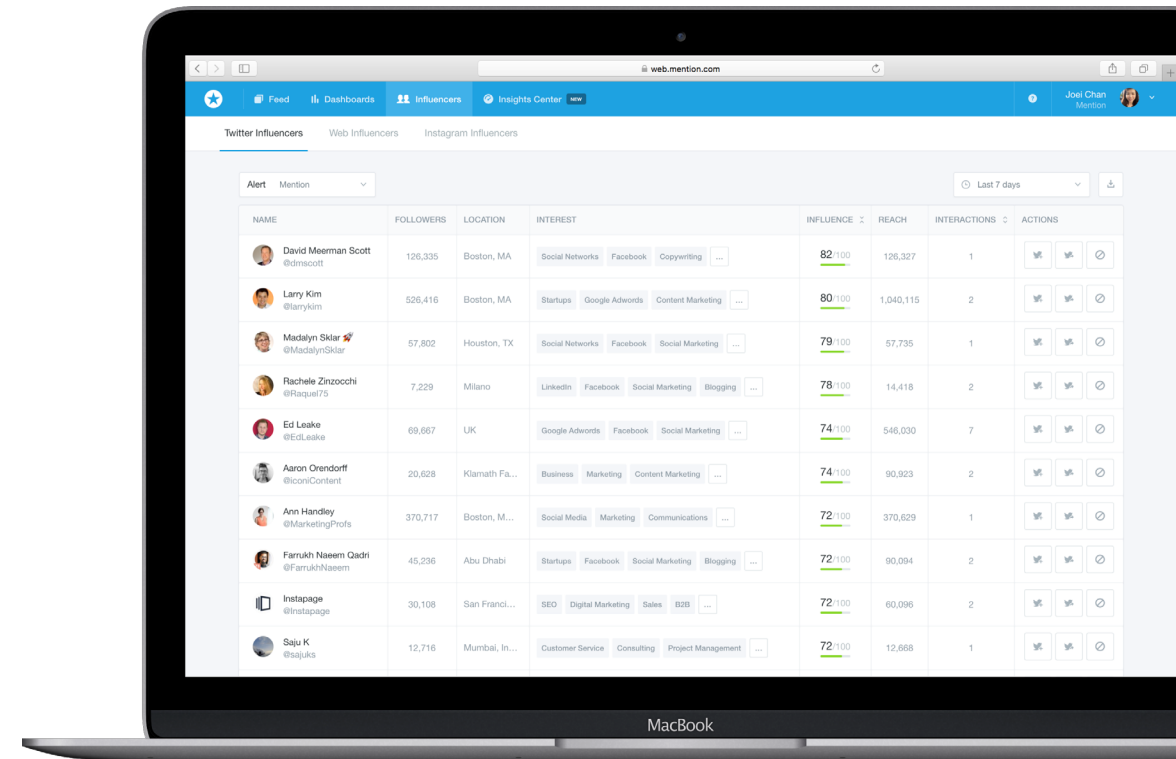 web.mention.com
Feed Dashboards Influencers Insights Center NEW ? Joei Chan
Mention
Twitter Influencers Web Influencers Instagram Influencers
Alert Mention Last 7 days
NAME FOLLOWERS LOCATION INTEREST INFLUENCE REACH INTERACTIONS ACTIONS
David Meerman Scott
@dmscott
126,335 Boston, MA Social Networks Facebook Copywriting ... 82/100 126,327 1
Larry Kim
@larrykim
526,416 Boston, MA Startups Google Adwords Content Marketing ... 80/100 1,040,115 2
Madalyn Sklar 🚀
@MadalynSklar
57,802 Houston, TX Social Networks Facebook Social Marketing ... 79/100 57,735 1
Rachele Zinzocchi
@Raquel75
7,229 Milano Linkedin Facebook Social Marketing Blogging ... 78/100 14,418 2
Ed Leake
@EdLeake
69,667 UK Google Adwords Facebook Social Marketing ... 74/100 546,030 7
Aaron Orendorff
@iconiContent
20,628 Klamath Fa... Business Marketing Content Marketing ... 74/100 90,923 2
Ann Handley
@MarketingProfs
370,717 Boston, M... Social Media Marketing Communications ... 72/100 370,629 1
Farrukh Naeem Qadri
@FarrukhNaeem
45,236 Abu Dhabi Startups Facebook Social Marketing Blogging ... 72/100 90,094 2
Instapage
@Instapage
30,108 San Franci... SEO Digital Marketing Sales B2B ... 72/100 60,096 2
Saju K
@sajuks
12,716 Mumbai, In... Customer Service Consulting Project Management ... 72/100 12,668 1
MacBook